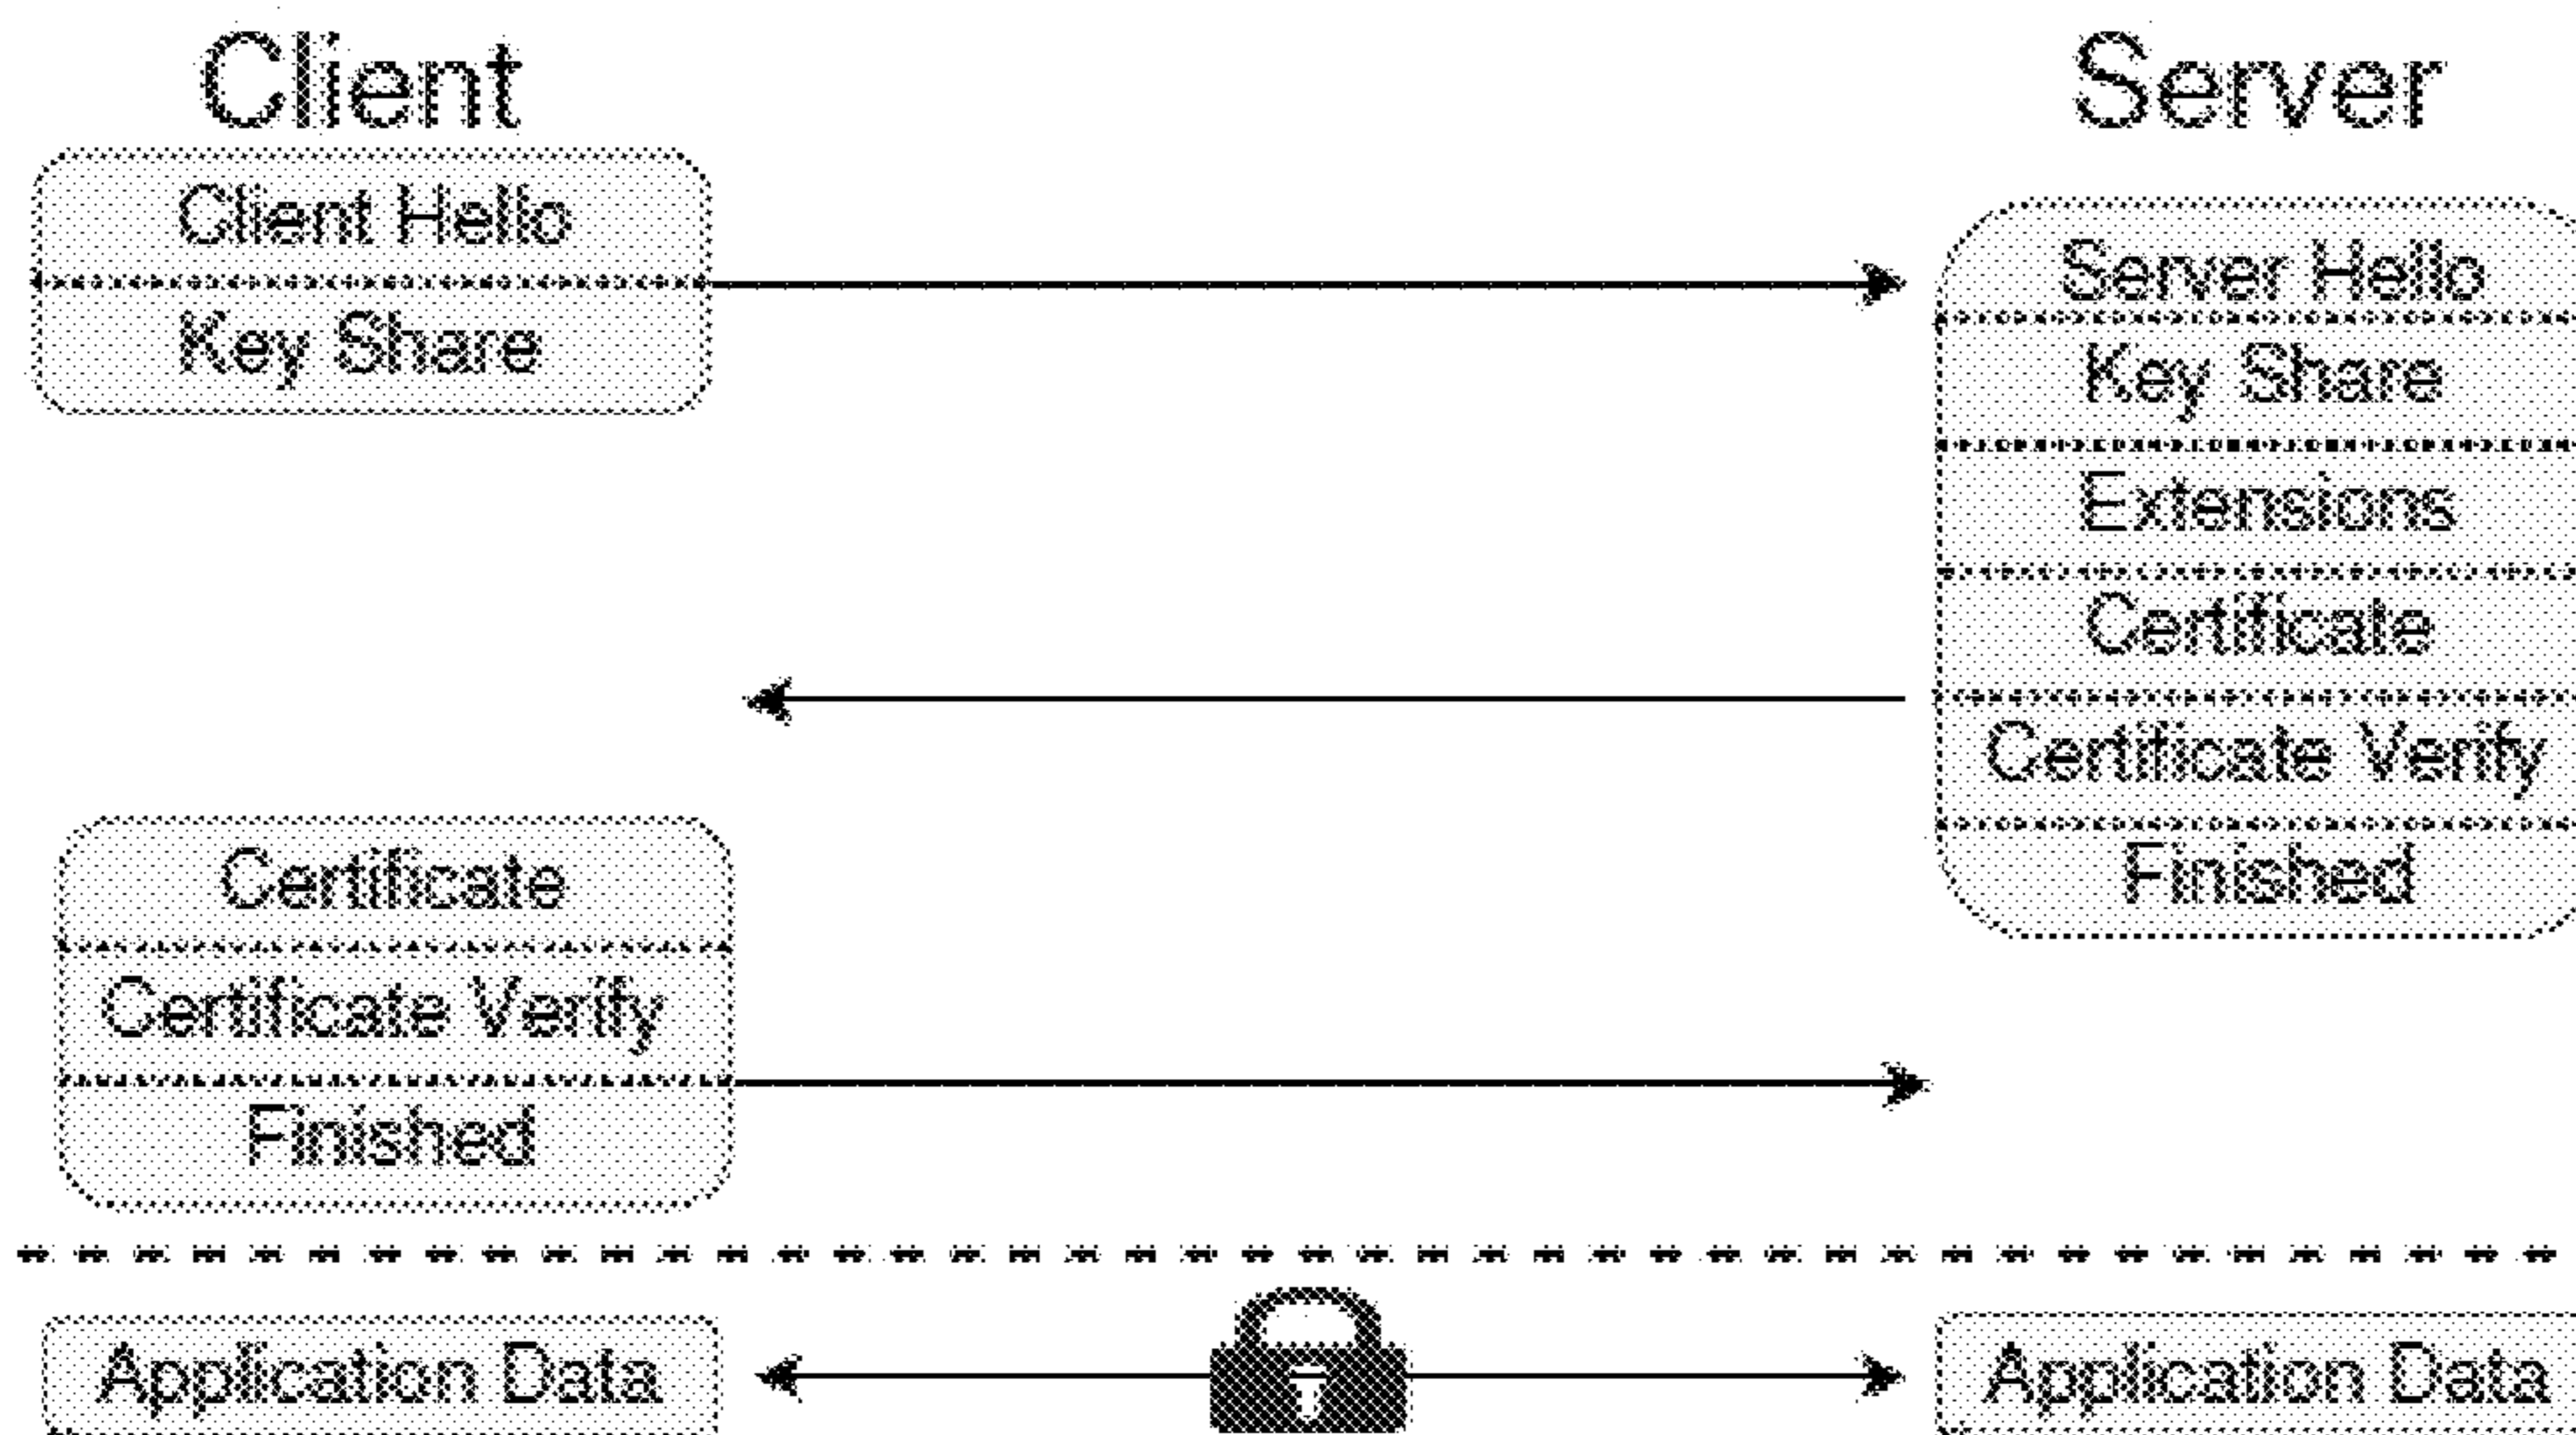 Client
Server
Client Hello
Key Share
Server Hello
Key Share
Extensions
Certificate
Certificate Verify
Finished
Certificate
Certificate Verify
Finished
Application Data
Application Data